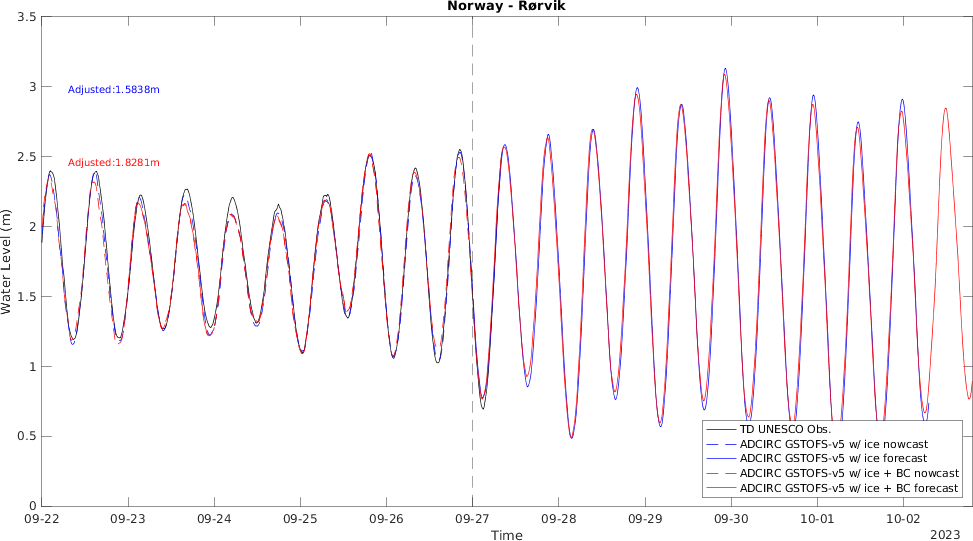 Norway - Rørvik
3.5
3
2.5
2
1.5
1
0.5
0
Water Level (m)
Adjusted:1.5838m
Adjusted:1.8281m
TD UNESCO Obs.
ADCIRC GSTOFS-v5 w/ ice nowcast
ADCIRC GSTOFS-v5 w/ ice forecast
ADCIRC GSTOFS-v5 w/ ice + BC nowcast
ADCIRC GSTOFS-v5 w/ ice + BC forecast
09-22 09-23 09-24 09-25 09-26 09-27 09-28 09-29 09-30 10-01 10-02
Time
2023